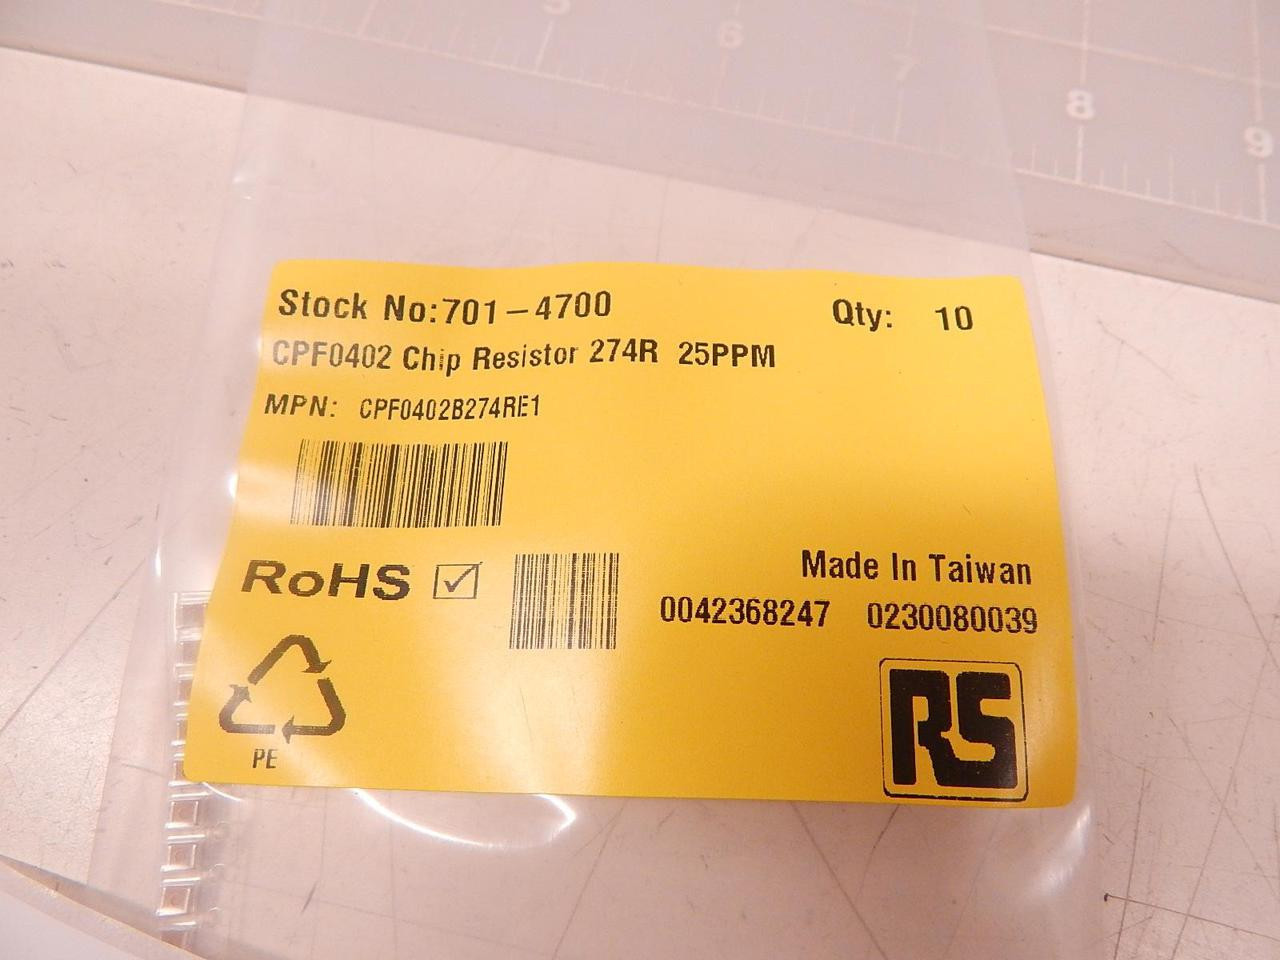 5 6 7 8 9
Stock No:701-4700 Qty: 10
CPF0402 Chip Resistor 274R 25PPM
MPN: CPF0402B274RE1
RoHS
Made In Taiwan
0042368247 0230080039
PE
RS